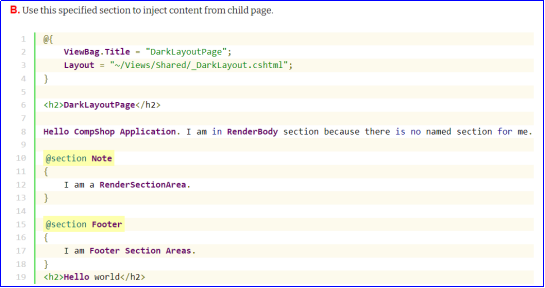 B. Use this specified section to inject content from child page.
1 @{
2 ViewBag.Title = "DarkLayoutPage";
3 Layout = "~/Views/Shared/_DarkLayout.cshtml";
4 }
5
6 <h2>DarkLayoutPage</h2>
7
8 Hello CompShop Application. I am in RenderBody section because there is no named section for me.
9
10 @section Note
11 {
12 I am a RenderSectionArea.
13 }
14
15 @section Footer
16 {
17 I am Footer Section Areas.
18 }
19 <h2>Hello world</h2>